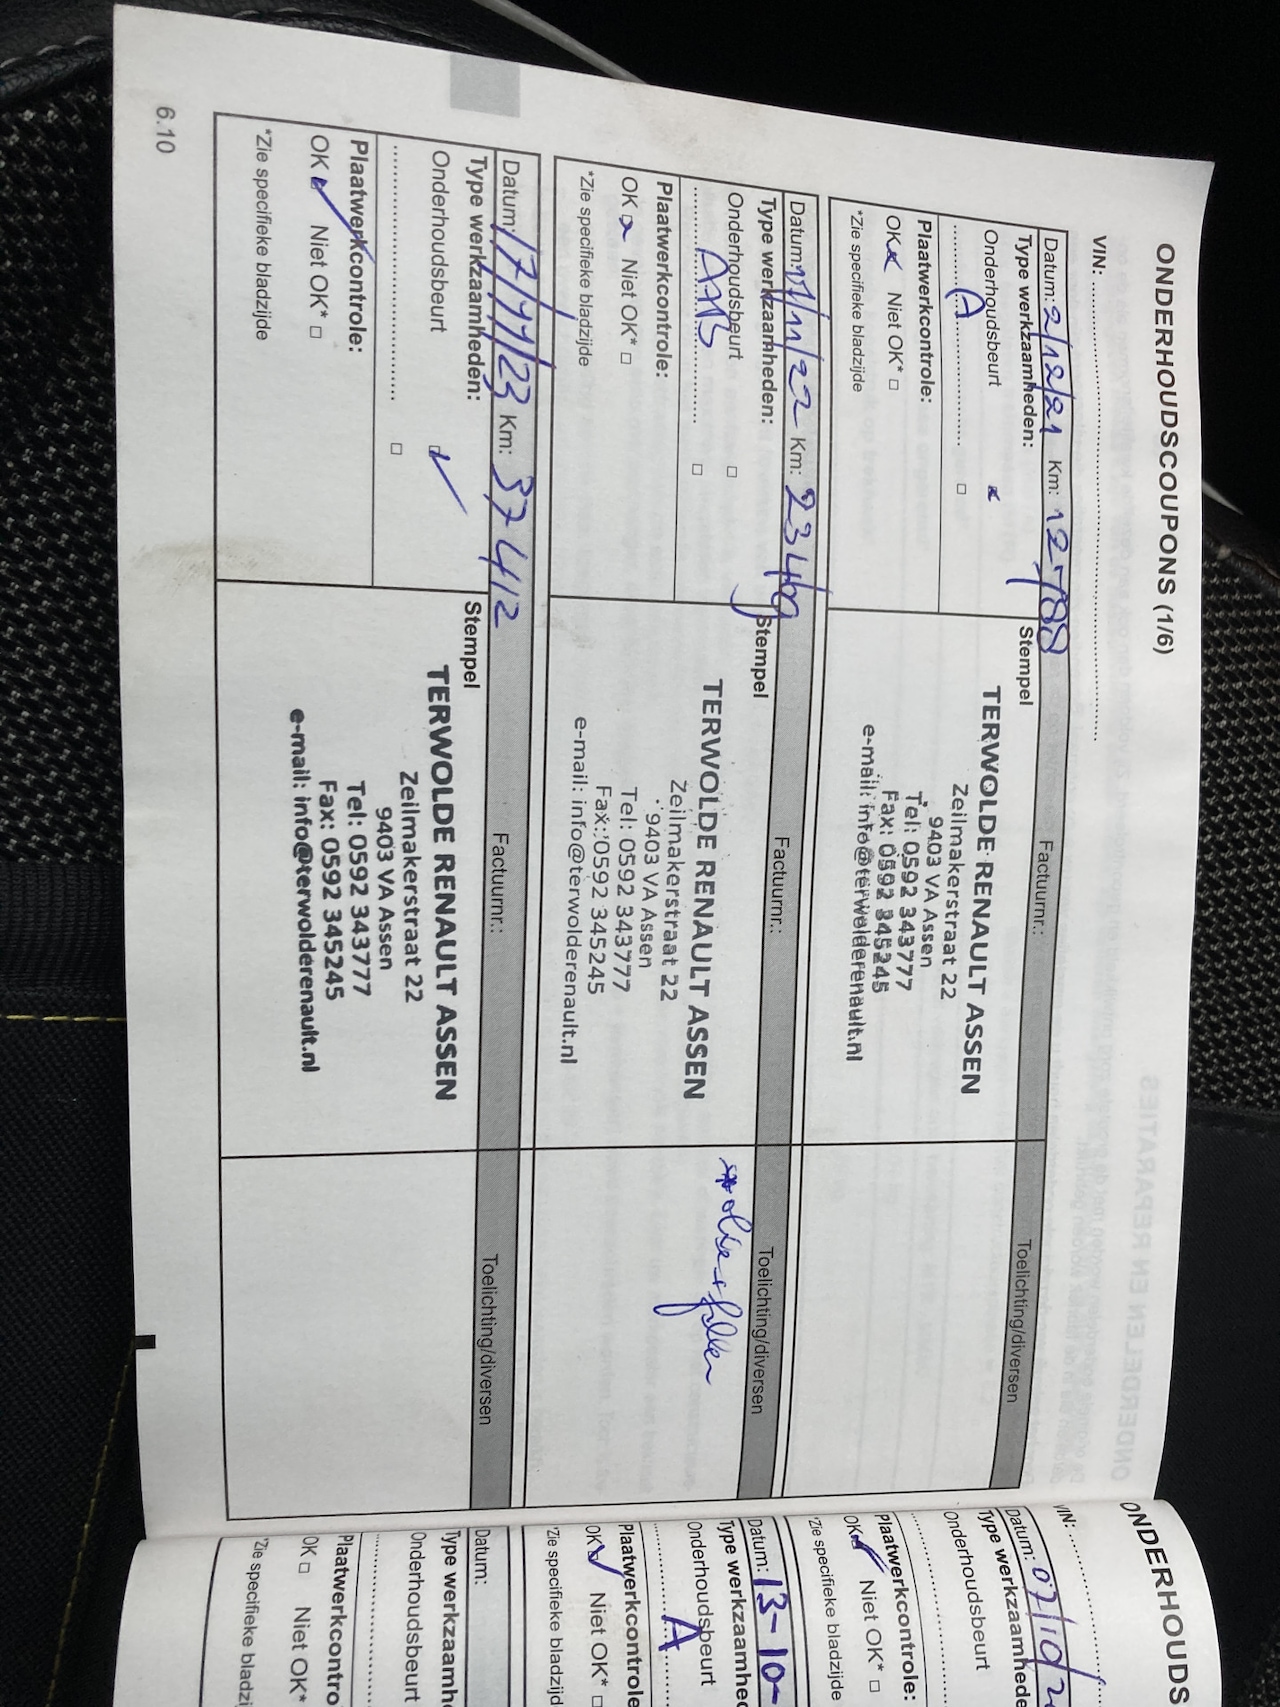 ONDERHOUDSCOUPONS (1/6)
VIN: ..........................................................
Datum: 2/12/21 Km: 12788 Factuurnr.: Toelichting/diversen
Type werkzaamheden:
Onderhoudsbeurt
A
Stempel
TERWOLDE RENAULT ASSEN
Zeilmakerstraat 22
9403 VA Assen
Tel: 0592 343777
Fax: 0592 345245
e-mail: info@terwolderenault.nl
Plaatwerkcontrole:
OK Niet OK* □
*Zie specifieke bladzijde
Datum: 17/11/22 Km: Factuurnr.: Toelichting/diversen
Type werkzaamheden:
Onderhoudsbeurt □
A+B □
Stempel
TERWOLDE RENAULT ASSEN
Zeilmakerstraat 22
9403 VA Assen
Tel: 0592 343777
Fax: 0592 345245
e-mail: info@terwolderenault.nl
Plaatwerkcontrole:
OK Niet OK* □
*Zie specifieke bladzijde
Datum: 17/11/23 Km: 37412 Factuurnr.: Toelichting/diversen
Type werkzaamheden:
Onderhoudsbeurt
Stempel
TERWOLDE RENAULT ASSEN
Zeilmakerstraat 22
9403 VA Assen
Tel: 0592 343777
Fax: 0592 345245
e-mail: info@terwolderenault.nl
Plaatwerkcontrole:
OK Niet OK* □
*Zie specifieke bladzijde
6.10
ONDERHOUDS
VIN:
Datum: 07/10/2
Type werkzaamhede
Onderhoudsbeurt
Plaatwerkcontrole:
OK Niet OK* □
*Zie specifieke bladzijde
Datum: 13-10-
Type werkzaamhed
Onderhoudsbeurt
A
Plaatwerkcontrole
OK Niet OK* □
*Zie specifieke bladzijd
Datum:
Type werkzaamh
Onderhoudsbeurt
Plaatwerkcontro
OK □ Niet OK*
*Zie specifieke bladzi